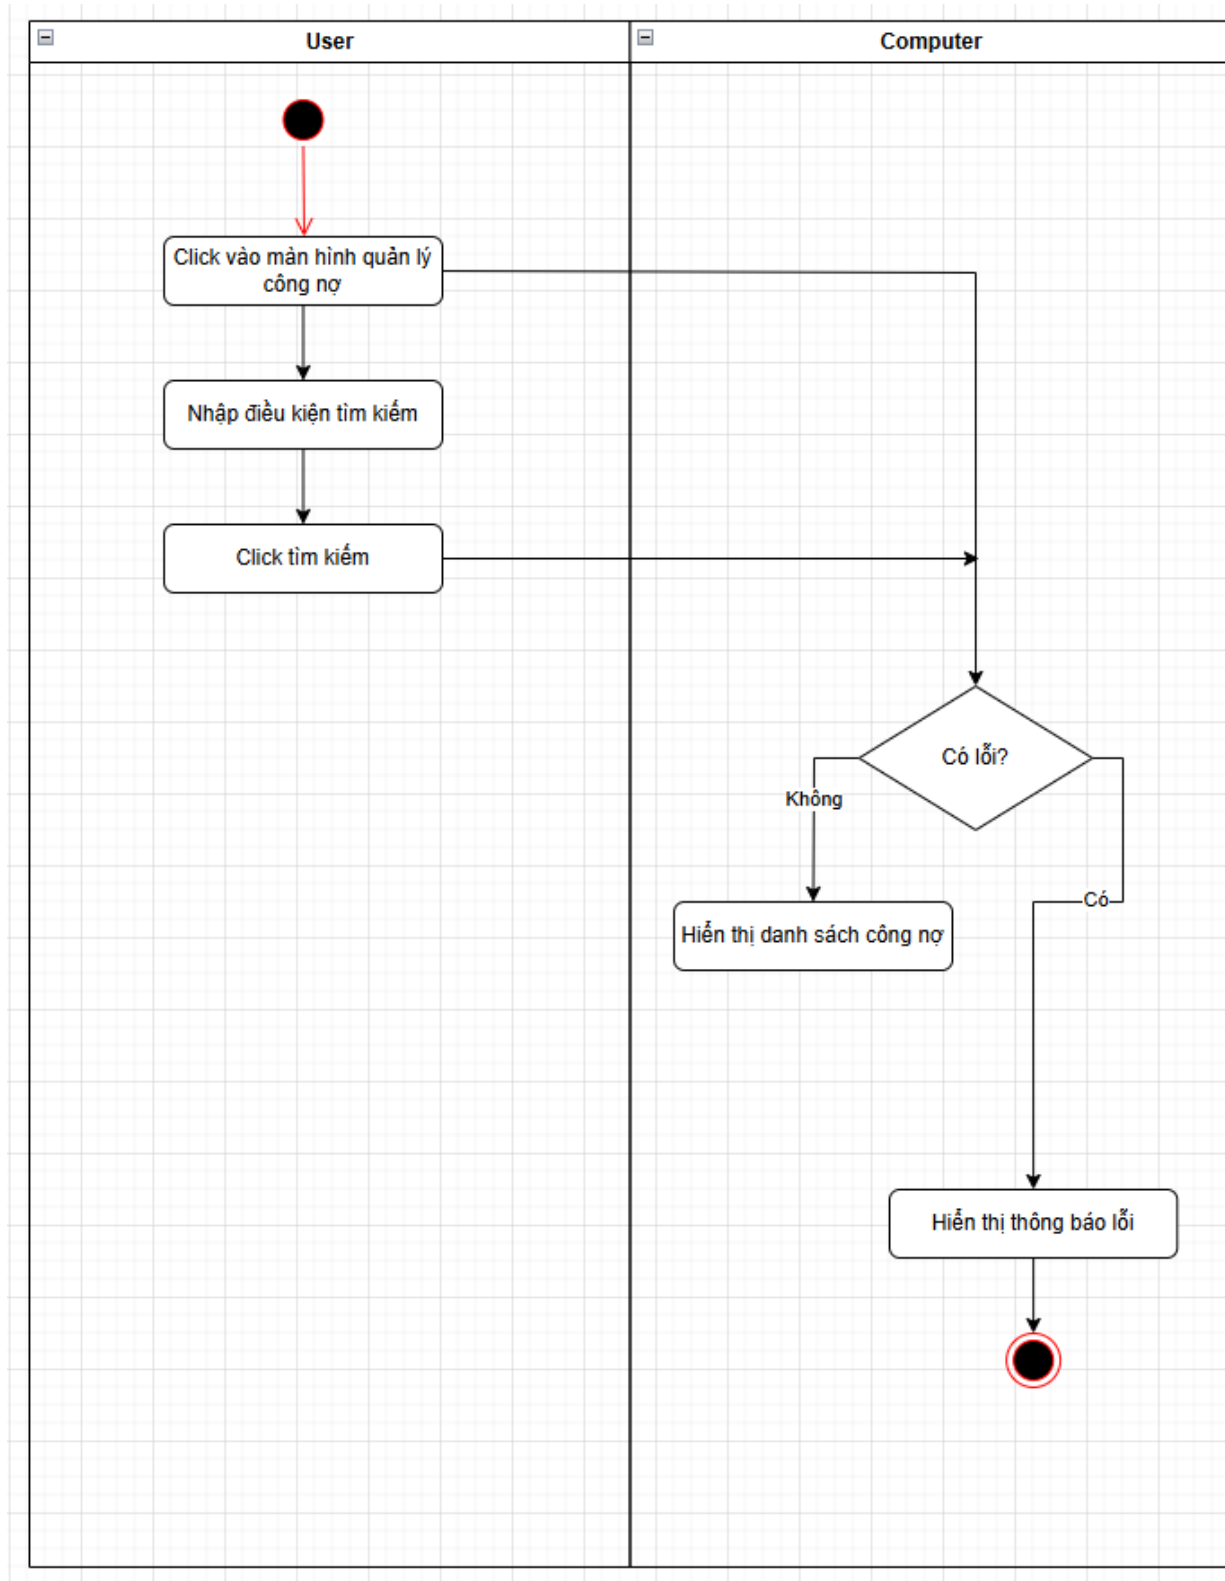 User
Computer
Click vào màn hình quản lý
công nợ
Nhập điều kiện tìm kiếm
Click tìm kiếm
Có lỗi?
Không
Có
Hiển thị danh sách công nợ
Hiển thị thông báo lỗi